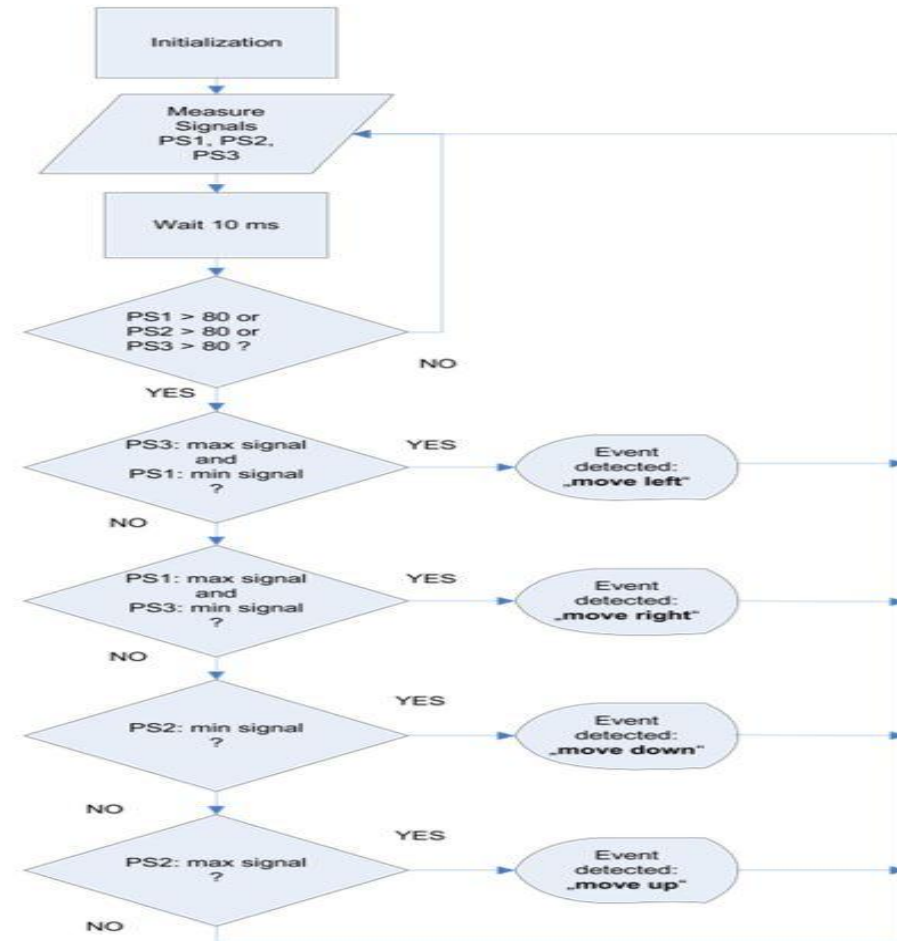 Initialization
Measure
Signals
PS1, PS2,
PS3
Wait 10 ms
PS1 > 80 or
PS2 > 80 or
PS3 > 80 ?
NO
YES
PS3: max signal
and
PS1: min signal
?
YES
Event
detected:
„move left“
NO
PS1: max signal
and
PS3: min signal
?
YES
Event
detected:
„move right“
NO
PS2: min signal
?
YES
Event
detected:
„move down“
NO
PS2: max signal
?
YES
Event
detected:
„move up“
NO